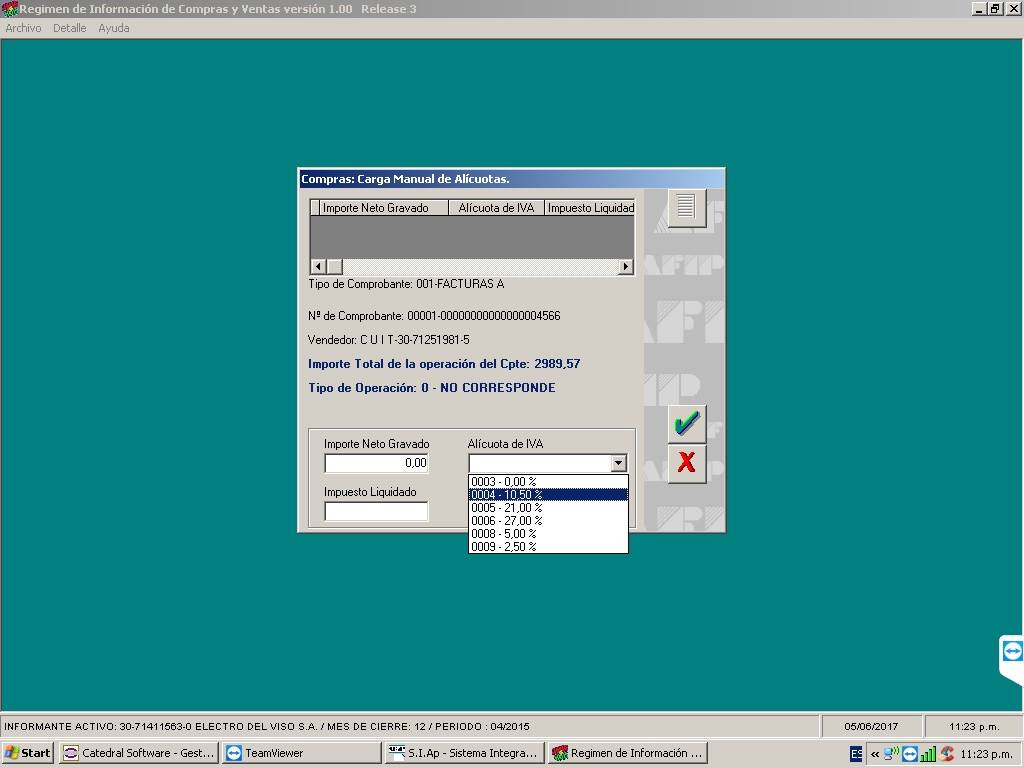 Regimen de Información de Compras y Ventas versión 1.00 Release 3
Archivo Detalle Ayuda
Compras: Carga Manual de Alícuotas.
Importe Neto Gravado Alícuota de IVA Impuesto Liquidad
Tipo de Comprobante: 001-FACTURAS A
Nº de Comprobante: 00001-00000000000000004566
Vendedor: C U I T-30-71251981-5
Importe Total de la operación del Cpte: 2989,57
Tipo de Operación: 0 - NO CORRESPONDE
Importe Neto Gravado Alícuota de IVA
0,00
Impuesto Liquidado
0003 - 0,00 %
0004 - 10,50 %
0005 - 21,00 %
0006 - 27,00 %
0008 - 5,00 %
0009 - 2,50 %
AFIP
INFORMANTE ACTIVO: 30-71411563-0 ELECTRO DEL VISO S.A. / MES DE CIERRE: 12 / PERIODO : 04/2015 05/06/2017 11:23 p.m.
Start Catedral Software - Gest... TeamViewer S.I.Ap - Sistema Integra... Regimen de Información ... ES « 11:23 p.m.